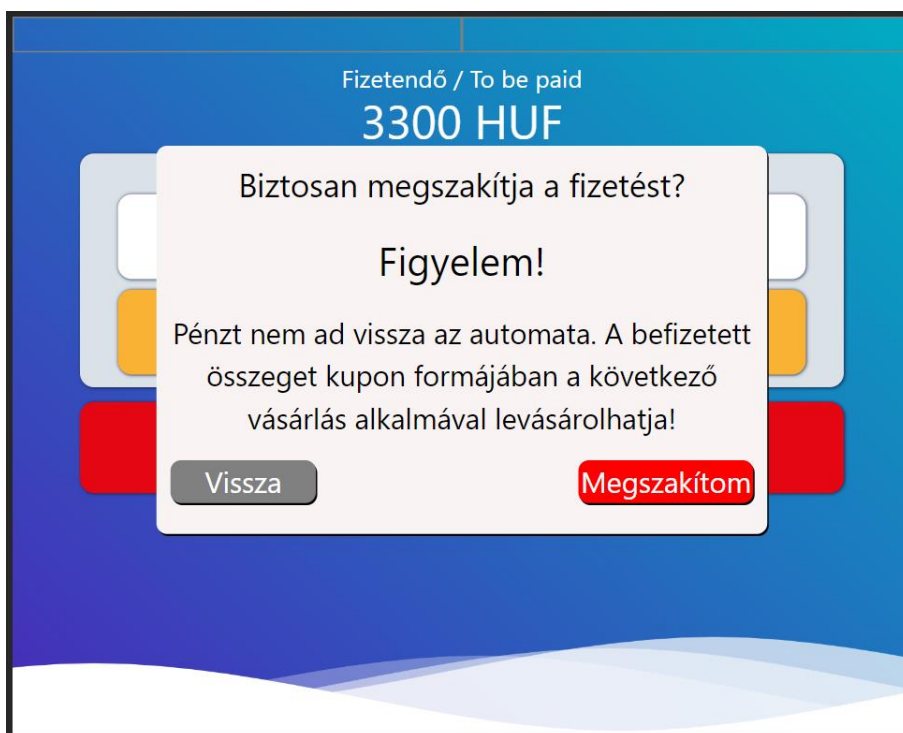 Fizetendő / To be paid
3300 HUF
Biztosan megszakítja a fizetést?
Figyelem!
Pénzt nem ad vissza az automata. A befizetett
összeget kupon formájában a következő
vásárlás alkalmával levásárolhatja!
Vissza
Megszakítom